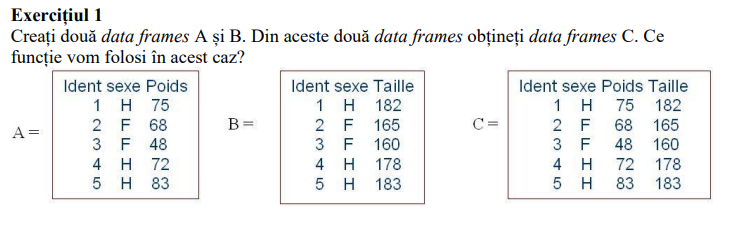 Exercițiul 1
Creați două data frames A și B. Din aceste două data frames obțineți data frames C. Ce
funcție vom folosi în acest caz?
A =
Ident sexe Poids
1 H 75
2 F 68
3 F 48
4 H 72
5 H 83
B=
Ident sexe Taille
1 H 182
2 F 165
3 F 160
4 H 178
5 H 183
C=
Ident sexe Poids Taille
1 H 75 182
2 F 68 165
3 F 48 160
4 H 72 178
5 H 83 183